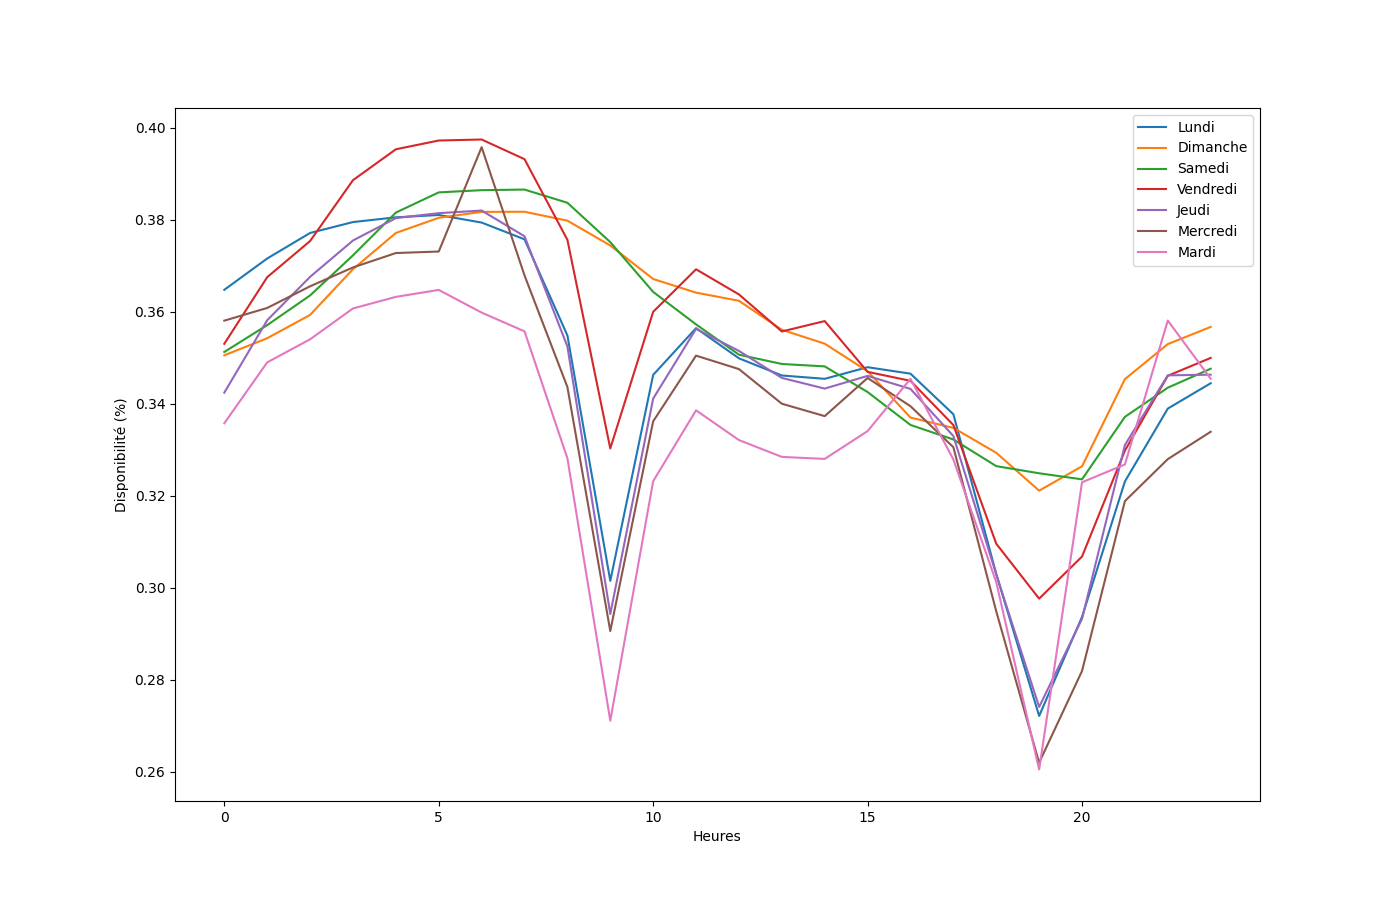 Disponibilité (%)
0.40
0.38
0.36
0.34
0.32
0.30
0.28
0.26
0 5 10 15 20
Heures
Lundi
Dimanche
Samedi
Vendredi
Jeudi
Mercredi
Mardi